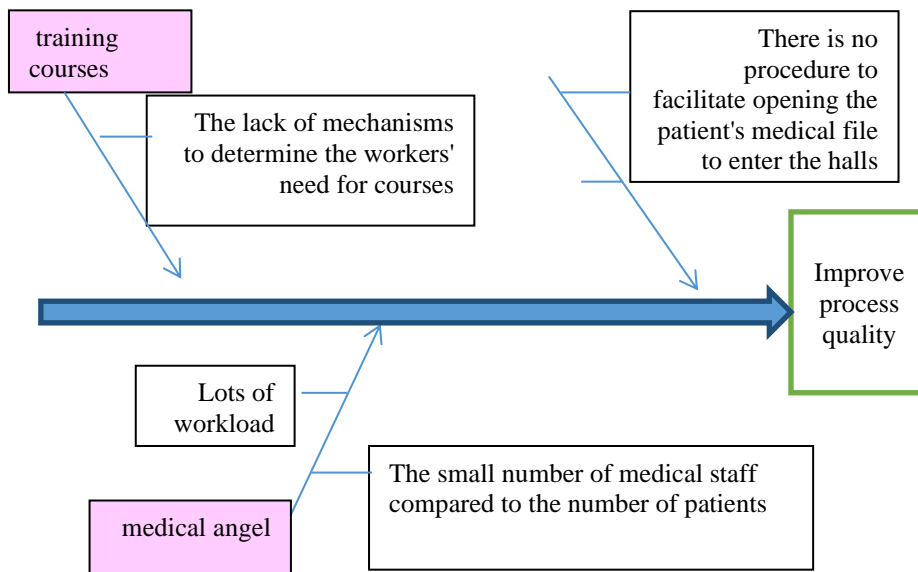 training
courses
The lack of mechanisms
to determine the workers'
need for courses
There is no
procedure to
facilitate opening the
patient's medical file
to enter the halls
Improve
process
quality
Lots of
workload
The small number of medical staff
compared to the number of patients
medical angel